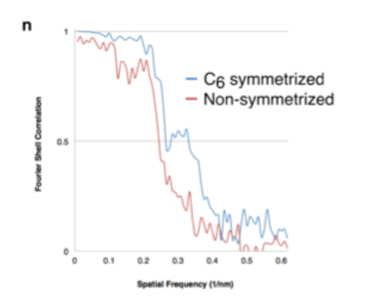 n
1
C6 symmetrized
Non-symmetrized
Fourier Shell Correlation
0.5
0
0 0.1 0.2 0.3 0.4 0.5 0.6
Spatial Frequency (1/nm)